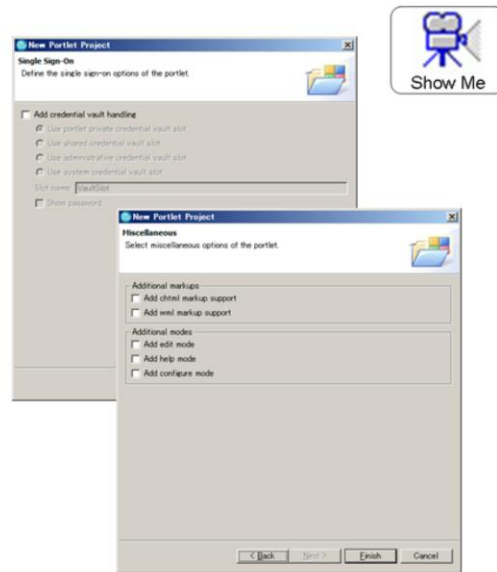 Show Me
New Portlet Project
Single Sign-On
Define the single sign-on options of the portlet.
Add credential vault handling
Use portlet private credential vault slot
Use shared credential vault slot
Use administrative credential vault slot
Use system credential vault slot
Slot name: VaultSlot
Show password
New Portlet Project
Miscellaneous
Select miscellaneous options of the portlet.
Additional markups
Add chtml markup support
Add wml markup support
Additional modes
Add edit mode
Add help mode
Add configure mode
< Back Next > Finish Cancel